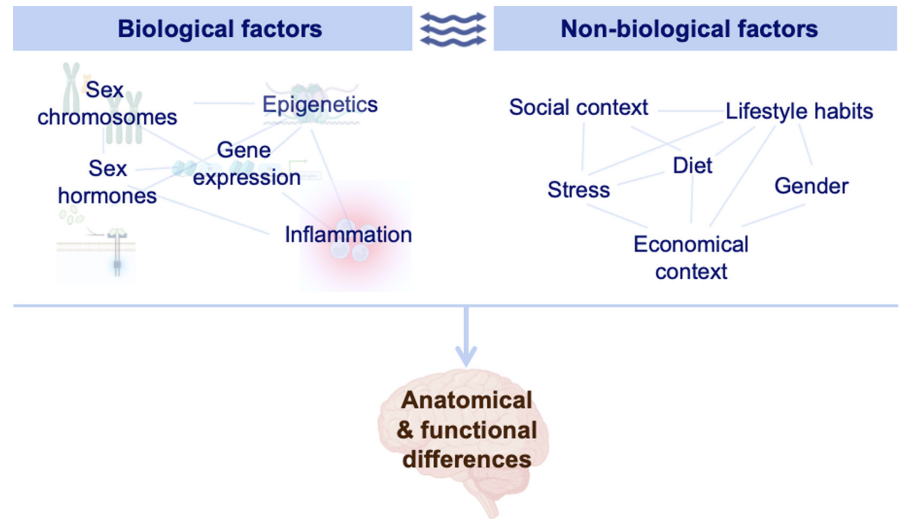 Biological factors
Non-biological factors
Sex
chromosomes
Epigenetics
Gene
expression
Sex
hormones
Inflammation
Social context
Lifestyle habits
Diet
Stress
Gender
Economical
context
Anatomical
& functional
differences